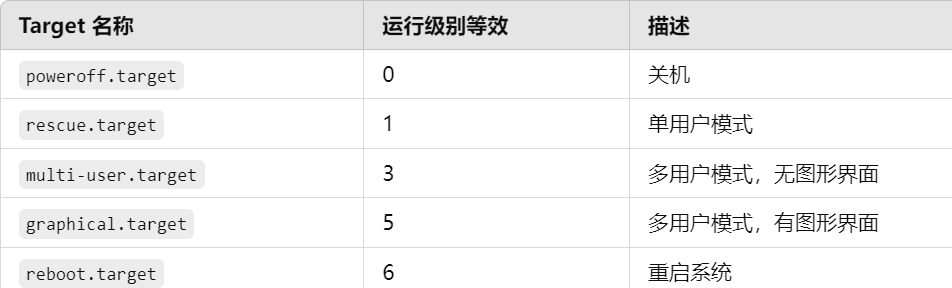 Target 名称 运行级别等效 描述
poweroff.target 0 关机
rescue.target 1 单用户模式
multi-user.target 3 多用户模式，无图形界面
graphical.target 5 多用户模式，有图形界面
reboot.target 6 重启系统